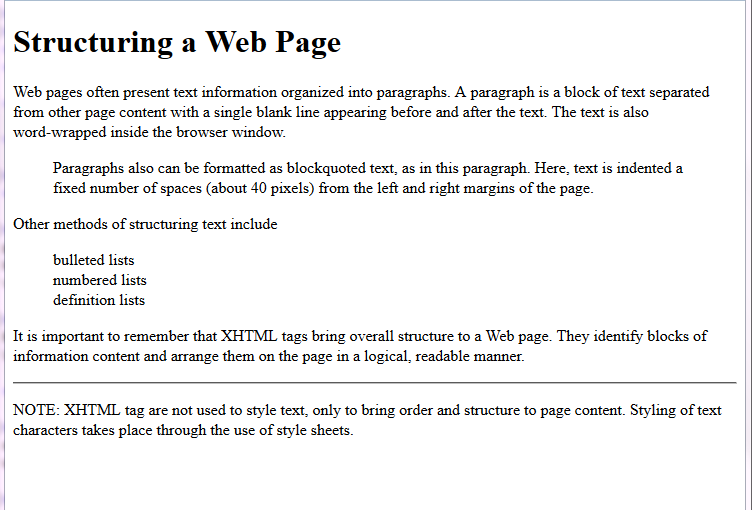 Structuring a Web Page
Web pages often present text information organized into paragraphs. A paragraph is a block of text separated
from other page content with a single blank line appearing before and after the text. The text is also
word-wrapped inside the browser window.
Paragraphs also can be formatted as blockquoted text, as in this paragraph. Here, text is indented a
fixed number of spaces (about 40 pixels) from the left and right margins of the page.
Other methods of structuring text include
bulleted lists
numbered lists
definition lists
It is important to remember that XHTML tags bring overall structure to a Web page. They identify blocks of
information content and arrange them on the page in a logical, readable manner.
NOTE: XHTML tag are not used to style text, only to bring order and structure to page content. Styling of text
characters takes place through the use of style sheets.